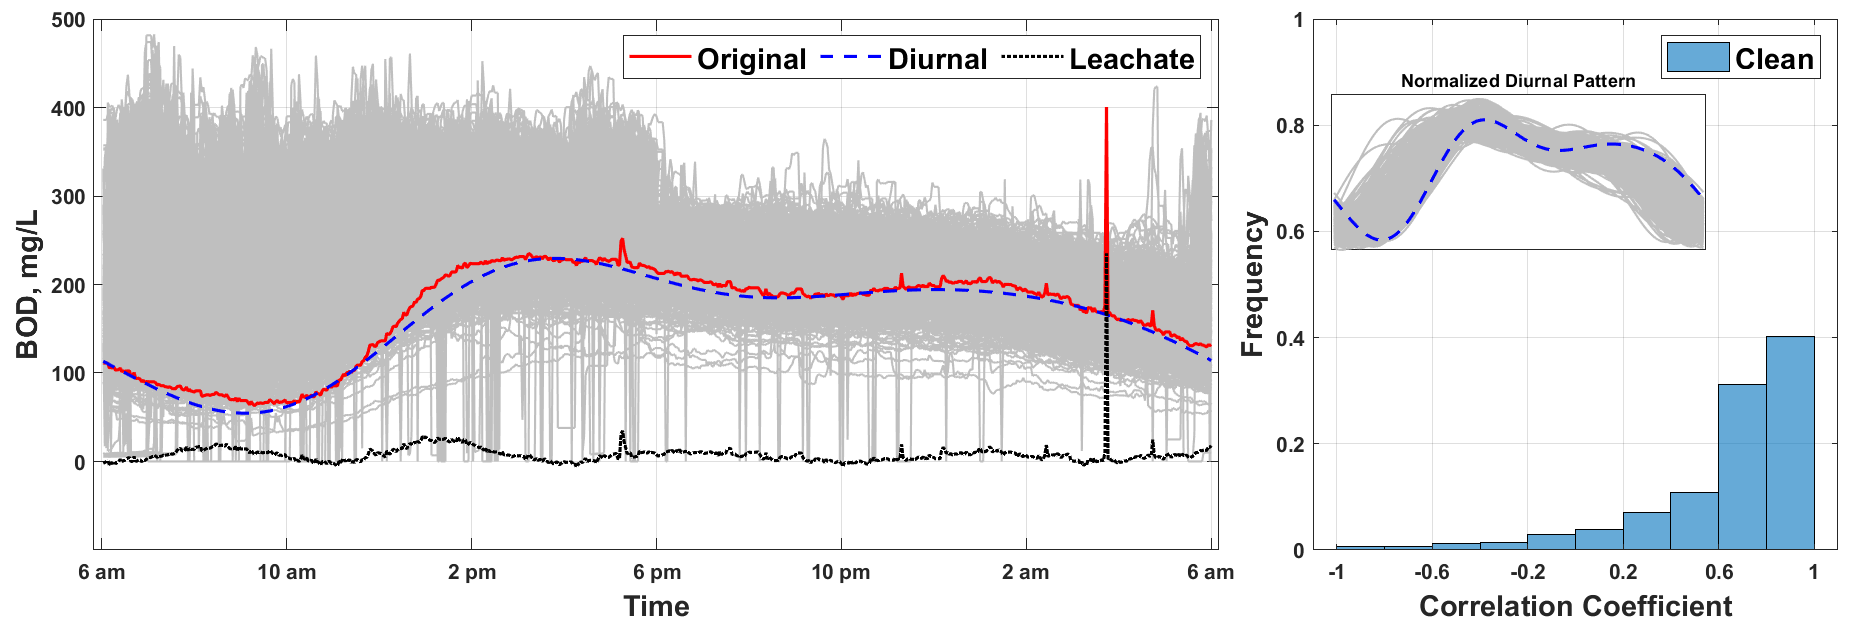 500
400
300
200
100
0
BOD, mg/L
Original Diurnal Leachate
6 am 10 am 2 pm 6 pm 10 pm 2 am 6 am
Time
1
0.8
0.6
0.4
0.2
0
Frequency
Clean
Normalized Diurnal Pattern
-1 -0.6 -0.2 0.2 0.6 1
Correlation Coefficient